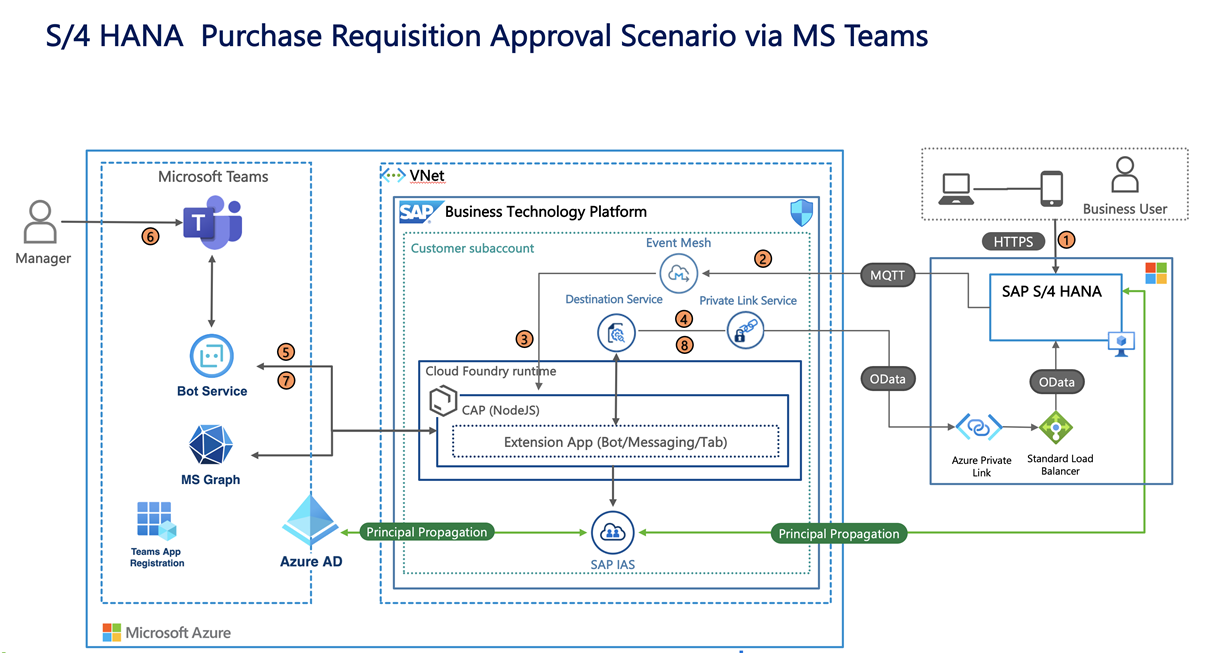 S/4 HANA  Purchase Requisition Approval Scenario via MS Teams
Microsoft Teams
T
Manager
6
Bot Service
5
7
MS Graph
Teams App
Registration
Azure AD
Microsoft Azure
VNet
SAP
Business Technology Platform
Customer subaccount
Event Mesh
M
2
MQTT
Destination Service
Private Link Service
3
4
8
Cloud Foundry runtime
CAP (NodeJS)
Extension App (Bot/Messaging/Tab)
Principal Propagation
SAP IAS
Principal Propagation
Business User
HTTPS
1
SAP S/4 HANA
OData
OData
Azure Private
Link
Standard Load
Balancer